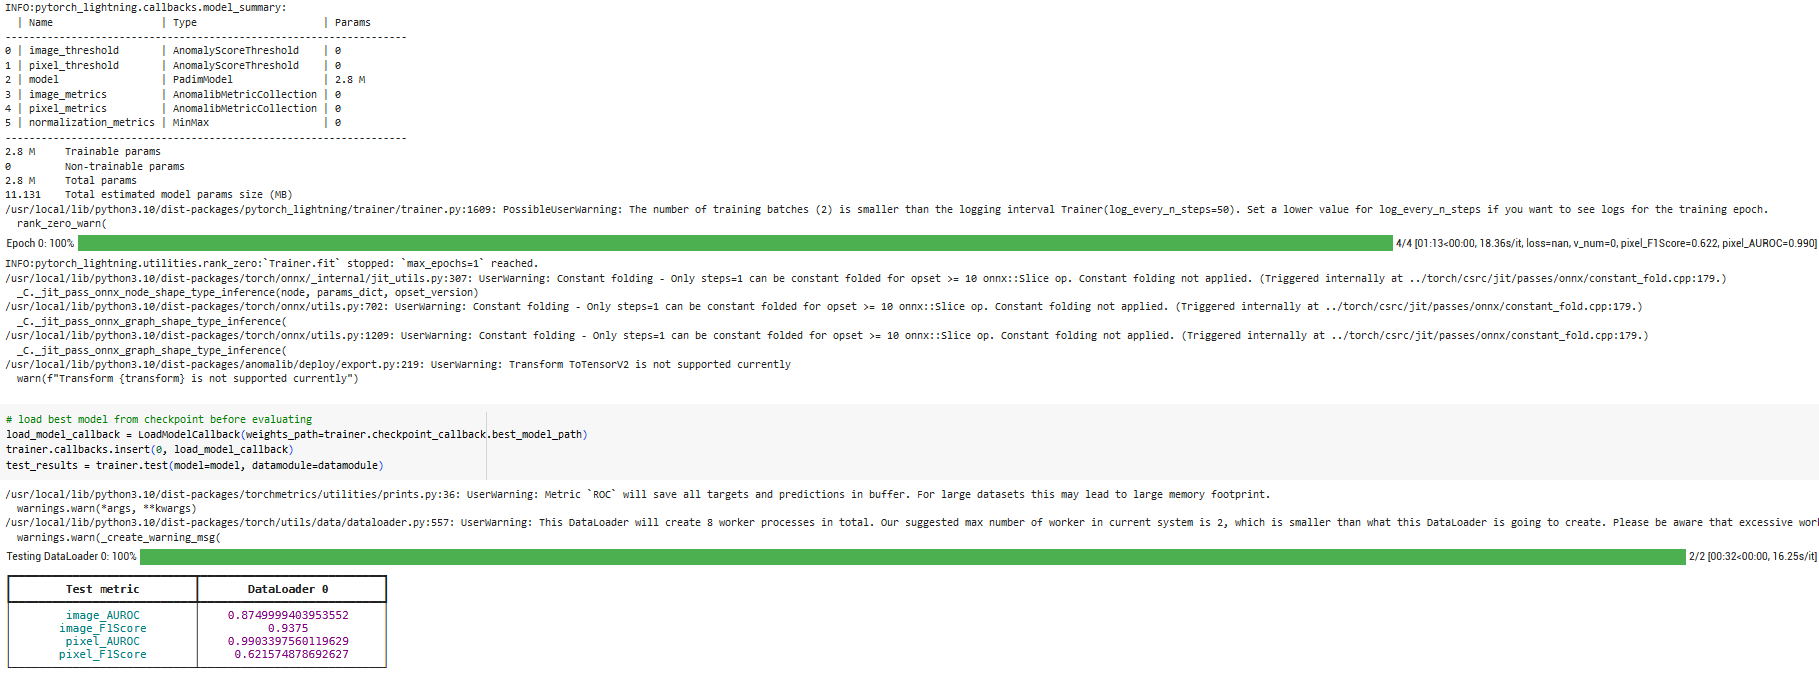 INFO:pytorch_lightning.callbacks.model_summary:
  | Name                  | Type                     | Params
-------------------------------------------------------------------
0 | image_threshold       | AnomalyScoreThreshold    | 0
1 | pixel_threshold       | AnomalyScoreThreshold    | 0
2 | model                 | PadimModel               | 2.8 M
3 | image_metrics         | AnomalibMetricCollection | 0
4 | pixel_metrics         | AnomalibMetricCollection | 0
5 | normalization_metrics | MinMax                   | 0
-------------------------------------------------------------------
2.8 M     Trainable params
0         Non-trainable params
2.8 M     Total params
11.131    Total estimated model params size (MB)
/usr/local/lib/python3.10/dist-packages/pytorch_lightning/trainer/trainer.py:1609: PossibleUserWarning: The number of training batches (2) is smaller than the logging interval Trainer(log_every_n_steps=50). Set a lower value for log_every_n_steps if you want to see logs for the training epoch.
  rank_zero_warn(
Epoch 0: 100% 4/4 [01:13<00:00, 18.36s/it, loss=nan, v_num=0, pixel_F1Score=0.622, pixel_AUROC=0.990]
INFO:pytorch_lightning.utilities.rank_zero:`Trainer.fit` stopped: `max_epochs=1` reached.
/usr/local/lib/python3.10/dist-packages/torch/onnx/_internal/jit_utils.py:307: UserWarning: Constant folding - Only steps=1 can be constant folded for opset >= 10 onnx::Slice op. Constant folding not applied. (Triggered internally at ../torch/csrc/jit/passes/onnx/constant_fold.cpp:179.)
  _C._jit_pass_onnx_node_shape_type_inference(node, params_dict, opset_version)
/usr/local/lib/python3.10/dist-packages/torch/onnx/utils.py:702: UserWarning: Constant folding - Only steps=1 can be constant folded for opset >= 10 onnx::Slice op. Constant folding not applied. (Triggered internally at ../torch/csrc/jit/passes/onnx/constant_fold.cpp:179.)
  _C._jit_pass_onnx_graph_shape_type_inference(
/usr/local/lib/python3.10/dist-packages/torch/onnx/utils.py:1209: UserWarning: Constant folding - Only steps=1 can be constant folded for opset >= 10 onnx::Slice op. Constant folding not applied. (Triggered internally at ../torch/csrc/jit/passes/onnx/constant_fold.cpp:179.)
  _C._jit_pass_onnx_graph_shape_type_inference(
/usr/local/lib/python3.10/dist-packages/anomalib/deploy/export.py:219: UserWarning: Transform ToTensorV2 is not supported currently
  warn(f"Transform {transform} is not supported currently")
# load best model from checkpoint before evaluating
load_model_callback = LoadModelCallback(weights_path=trainer.checkpoint_callback.best_model_path)
trainer.callbacks.insert(0, load_model_callback)
test_results = trainer.test(model=model, datamodule=datamodule)
/usr/local/lib/python3.10/dist-packages/torchmetrics/utilities/prints.py:36: UserWarning: Metric `ROC` will save all targets and predictions in buffer. For large datasets this may lead to large memory footprint.
  warnings.warn(*args, **kwargs)
/usr/local/lib/python3.10/dist-packages/torch/utils/data/dataloader.py:557: UserWarning: This DataLoader will create 8 worker processes in total. Our suggested max number of worker in current system is 2, which is smaller than what this DataLoader is going to create. Please be aware that excessive wor
  warnings.warn(_create_warning_msg(
Testing DataLoader 0: 100% 2/2 [00:32<00:00, 16.25s/it]
Test metric DataLoader 0
image_AUROC 0.8749999403953552
image_F1Score 0.9375
pixel_AUROC 0.9903397560119629
pixel_F1Score 0.621574878692627